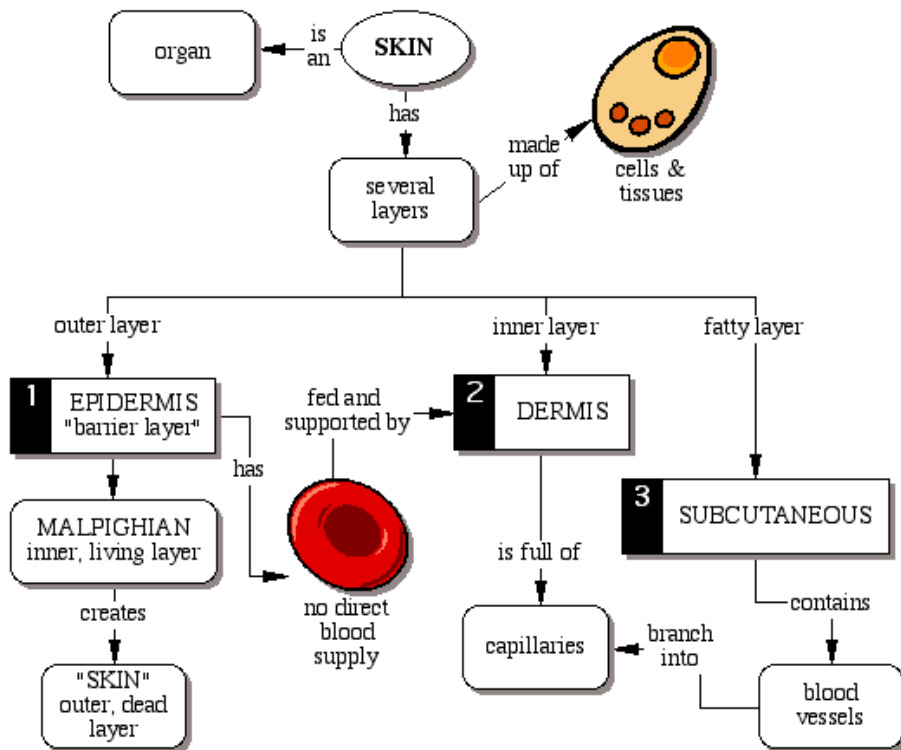 organ
is
an
SKIN
has
several
layers
made
up of
cells &
tissues
outer layer
inner layer
fatty layer
1
EPIDERMIS
"barrier layer"
has
fed and
supported by
2
DERMIS
3
SUBCUTANEOUS
MALPIGHIAN
inner, living layer
creates
"SKIN"
outer, dead
layer
no direct
blood
supply
is full of
capillaries
contains
branch
into
blood
vessels